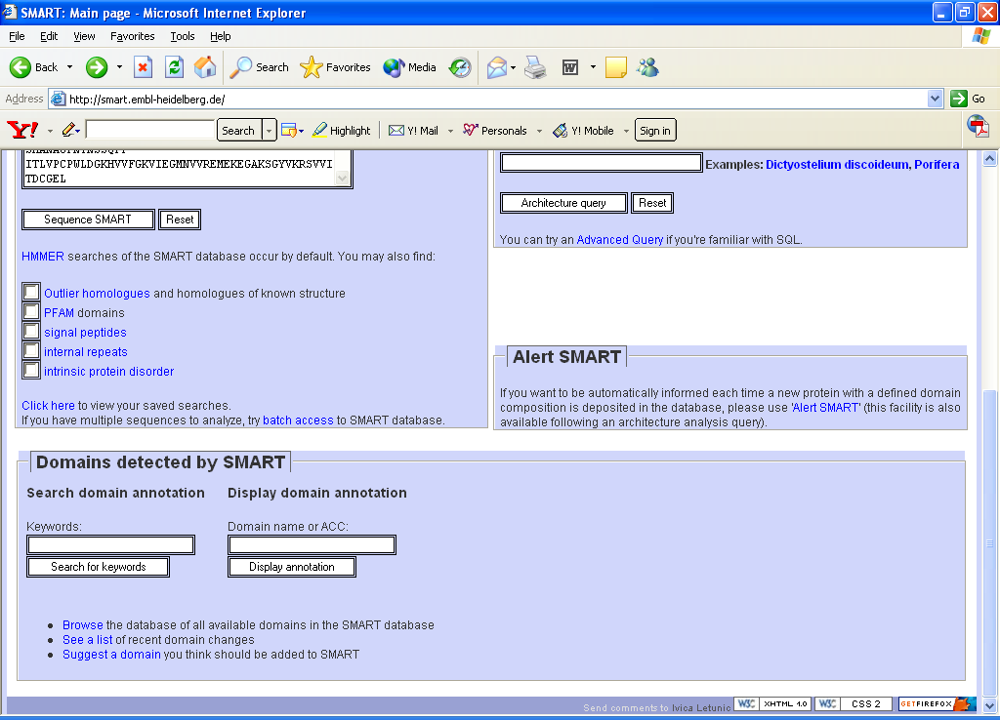 SMART: Main page - Microsoft Internet Explorer
File Edit View Favorites Tools Help
Back Search Favorites Media
Address http://smart.embl-heidelberg.de/ Go
Y! Search Highlight Y! Mail Personals Y! Mobile Sign in
ITLVPCPWLDGKHVVFGKVIEGMNVVREMEKEGAKSGYVKRSVVI
TDCGEL
Sequence SMART Reset
HMMER searches of the SMART database occur by default. You may also find:
Outlier homologues and homologues of known structure
PFAM domains
signal peptides
internal repeats
intrinsic protein disorder
Click here to view your saved searches.
If you have multiple sequences to analyze, try batch access to SMART database.
Examples: Dictyostelium discoideum, Porifera
Architecture query Reset
You can try an Advanced Query if you're familiar with SQL.
Alert SMART
If you want to be automatically informed each time a new protein with a defined domain
composition is deposited in the database, please use 'Alert SMART' (this facility is also
available following an architecture analysis query).
Domains detected by SMART
Search domain annotation
Keywords:
Search for keywords
Display domain annotation
Domain name or ACC:
Display annotation
Browse the database of all available domains in the SMART database
See a list of recent domain changes
Suggest a domain you think should be added to SMART
Send comments to Ivica Letunic W3C XHTML 1.0 W3C CSS 2 GETFIREFOX